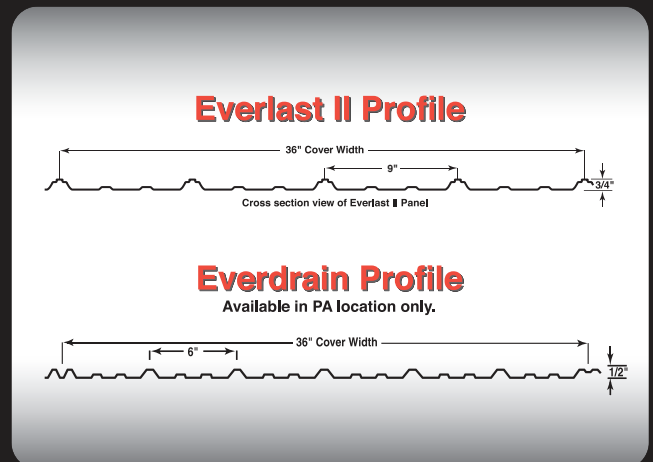 Everlast II Profile
36" Cover Width
9"
3/4"
Cross section view of Everlast II Panel
Everdrain Profile
Available in PA location only.
36" Cover Width
6"
1/2"